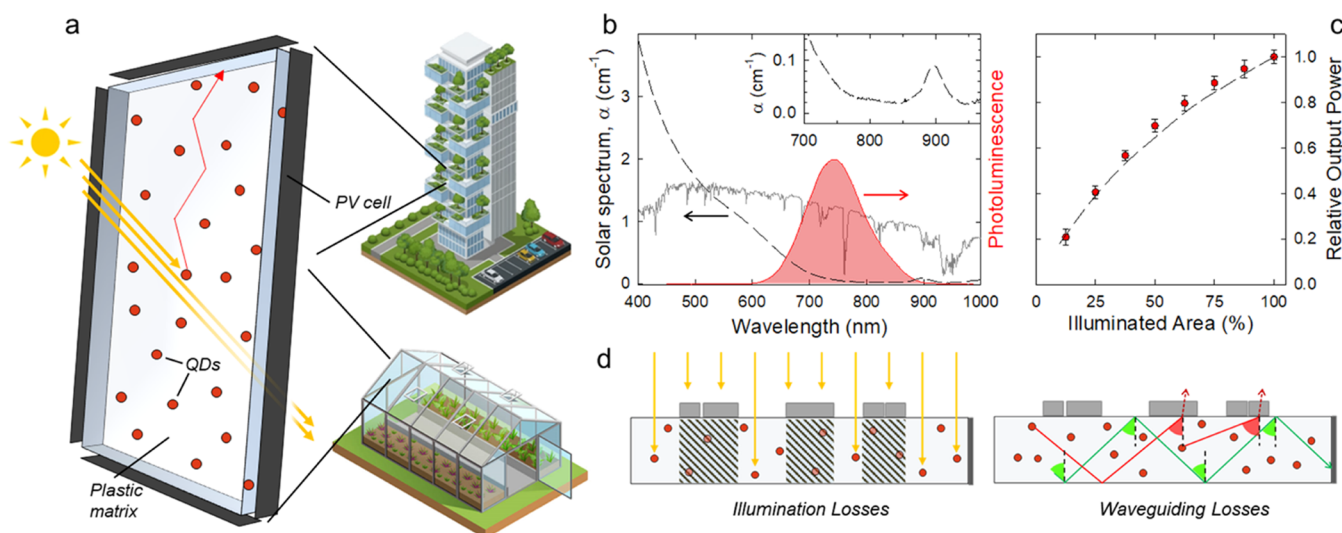 a
PV cell
QDs
Plastic
matrix
b
Solar spectrum, α (cm⁻¹)
3
2
1
0
400 500 600 700 800 900 1000
Wavelength (nm)
Photoluminescence
α (cm⁻¹)
0.1
0.0
700 800 900
c
Relative Output Power
1.0
0.8
0.6
0.4
0.2
0.0
0 25 50 75 100
Illuminated Area (%)
d
Illumination Losses
Waveguiding Losses